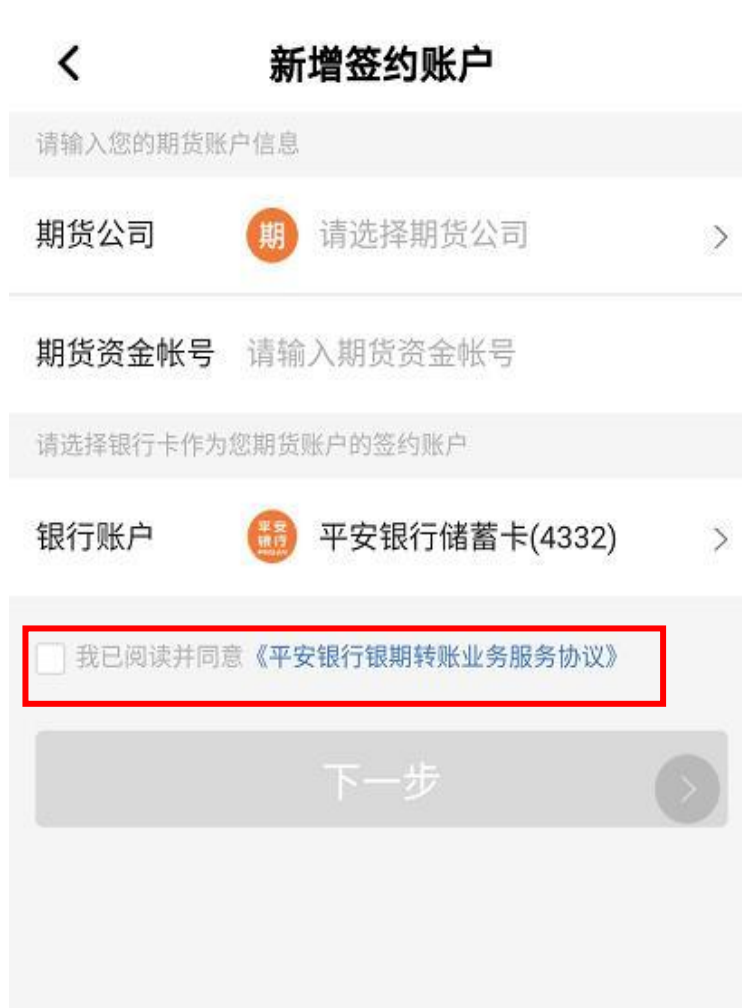 新增签约账户
请输入您的期货账户信息
期货公司 期 请选择期货公司
期货资金帐号 请输入期货资金帐号
请选择银行卡作为您期货账户的签约账户
银行账户 平安银行 平安银行储蓄卡(4332)
我已阅读并同意《平安银行银期转账业务服务协议》
下一步